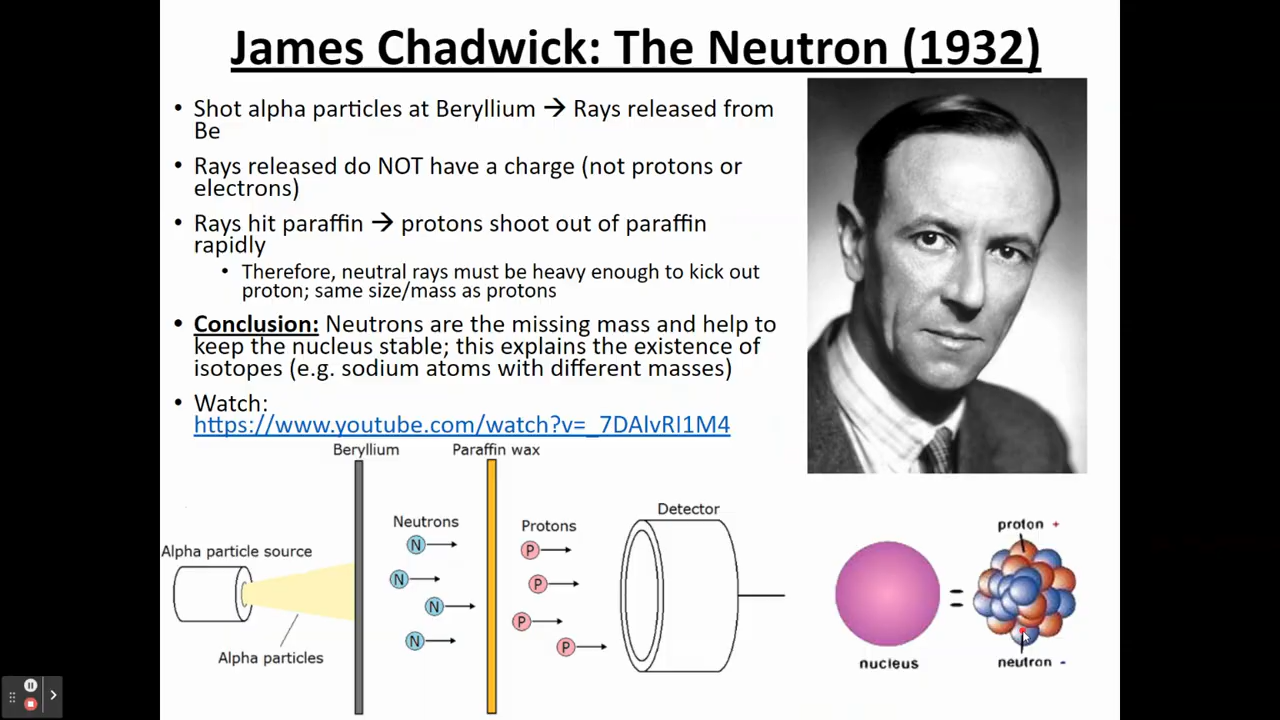 James Chadwick: The Neutron (1932)
• Shot alpha particles at Beryllium → Rays released from
Be
• Rays released do NOT have a charge (not protons or
electrons)
• Rays hit paraffin → protons shoot out of paraffin
rapidly
• Therefore, neutral rays must be heavy enough to kick out
proton; same size/mass as protons
• Conclusion: Neutrons are the missing mass and help to
keep the nucleus stable; this explains the existence of
isotopes (e.g. sodium atoms with different masses)
• Watch:
https://www.youtube.com/watch?v=_7DAlvRI1M4
Beryllium
Paraffin wax
Alpha particle source
Alpha particles
Neutrons
N
N
N
N
Protons
P
P
P
P
Detector
nucleus
=
proton +
neutron -